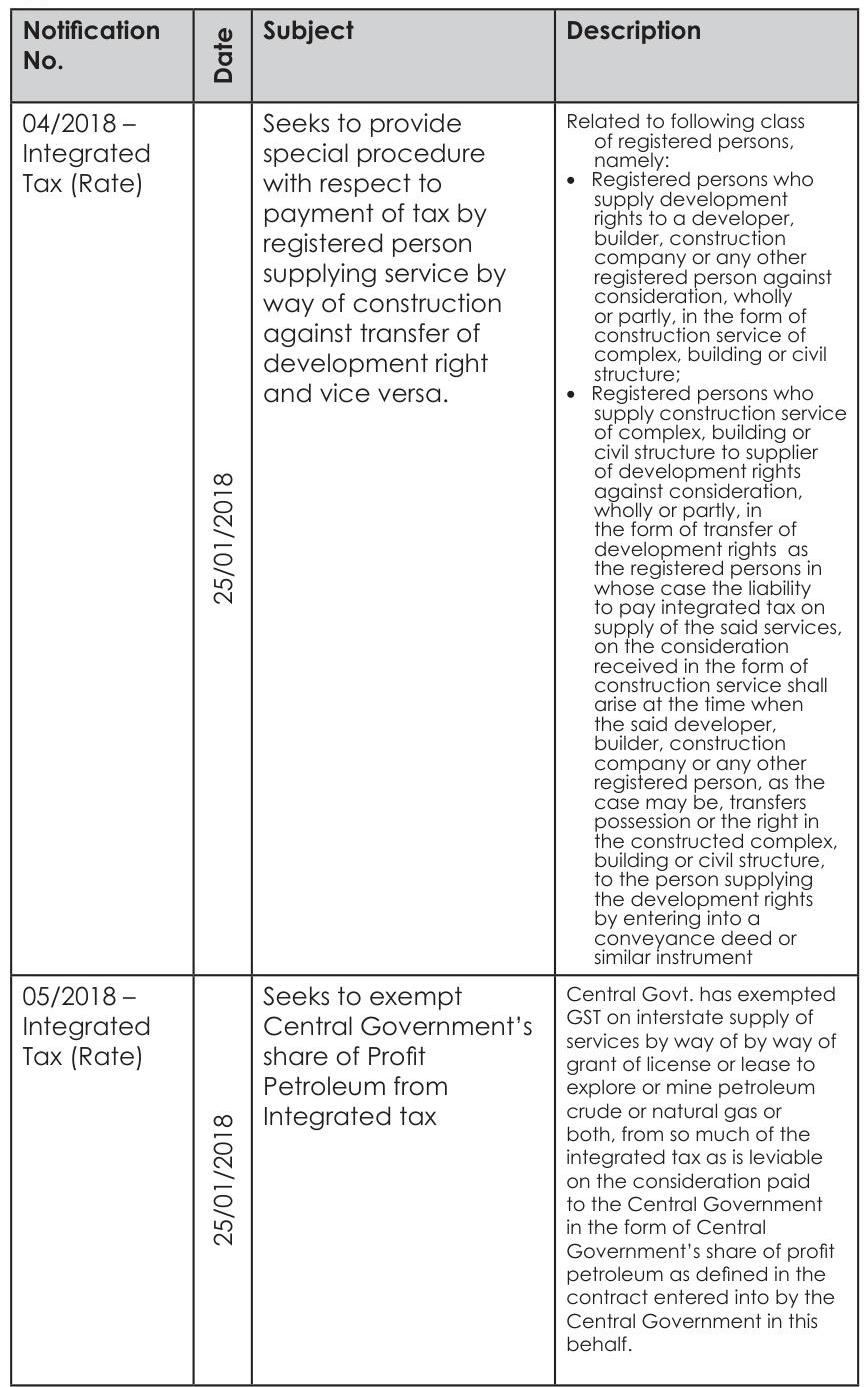 Notification
No.
Date
Subject
Description
04/2018 –
Integrated
Tax (Rate)
25/01/2018
Seeks to provide
special procedure
with respect to
payment of tax by
registered person
supplying service by
way of construction
against transfer of
development right
and vice versa.
Related to following class
of registered persons,
namely:
• Registered persons who
supply development
rights to a developer,
builder, construction
company or any other
registered person against
consideration, wholly
or partly, in the form of
construction service of
complex, building or civil
structure;
• Registered persons who
supply construction service
of complex, building or
civil structure to supplier
of development rights
against consideration,
wholly or partly, in
the form of transfer of
development rights  as
the registered persons in
whose case the liability
to pay integrated tax on
supply of the said services,
on the consideration
received in the form of
construction service shall
arise at the time when
the said developer,
builder, construction
company or any other
registered person, as the
case may be, transfers
possession or the right in
the constructed complex,
building or civil structure,
to the person supplying
the development rights
by entering into a
conveyance deed or
similar instrument
05/2018 –
Integrated
Tax (Rate)
25/01/2018
Seeks to exempt
Central Government’s
share of Profit
Petroleum from
Integrated tax
Central Govt. has exempted
GST on interstate supply of
services by way of by way of
grant of license or lease to
explore or mine petroleum
crude or natural gas or
both, from so much of the
integrated tax as is leviable
on the consideration paid
to the Central Government
in the form of Central
Government’s share of profit
petroleum as defined in the
contract entered into by the
Central Government in this
behalf.